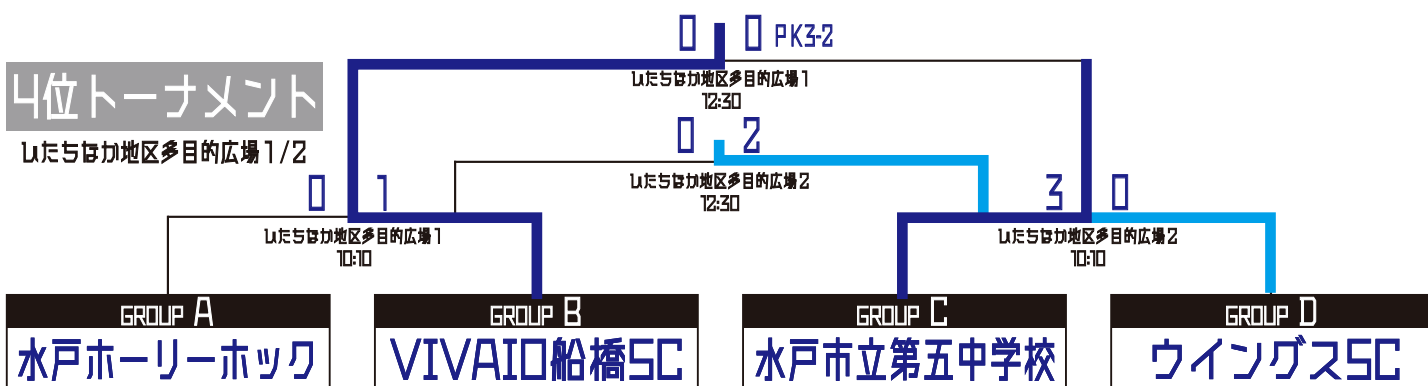 0 0 PK3-2
4位トーナメント
ひたちなか地区多目的広場1
12:30
ひたちなか地区多目的広場1/2
0 2
ひたちなか地区多目的広場2
12:30
0 1
3 0
ひたちなか地区多目的広場1
10:10
ひたちなか地区多目的広場2
10:10
GROUP A
GROUP B
GROUP C
GROUP D
水戸ホーリーホック
VIVAIO船橋SC
水戸市立第五中学校
ウイングスSC